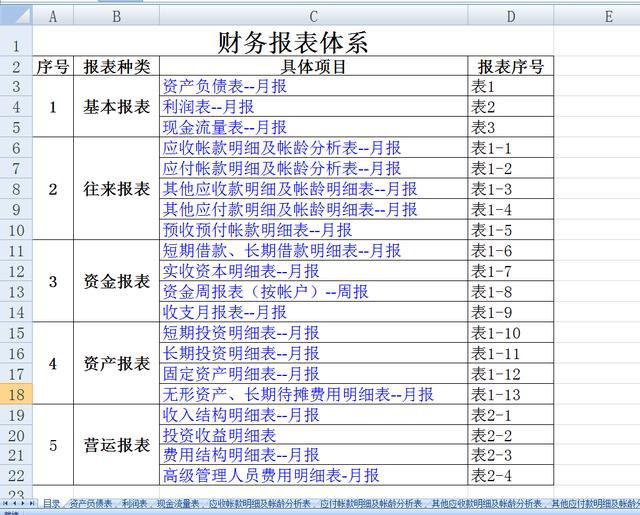 A B C D E
1 财务报表体系
2 序号 报表种类 具体项目 报表序号
3 资产负债表--月报 表1
4 1 基本报表 利润表--月报 表2
5 现金流量表--月报 表3
6 应收帐款明细及帐龄分析表--月报 表1-1
7 应付帐款明细及帐龄分析表--月报 表1-2
8 2 往来报表 其他应收款明细及帐龄明细表--月报 表1-3
9 其他应付款明细及帐龄明细表--月报 表1-4
10 预收预付帐款明细--月报 表1-5
11 短期借款、长期借款明细表--月报 表1-6
12 实收资本明细表--月报 表1-7
13 3 资金报表 资金周报表（按帐户）--周报 表1-8
14 收支月报表--月报 表1-9
15 短期投资明细表--月报 表1-10
16 4 资产报表 长期投资明细表--月报 表1-11
17 固定资产明细表--月报 表1-12
18 无形资产、长期待摊费用明细表--月报 表1-13
19 收入结构明细表--月报 表2-1
20 5 营运报表 投资收益明细表 表2-2
21 费用结构明细表--月报 表2-3
22 高级管理人员费用明细表-月报 表2-4
23
目录 资产负债表 利润表 现金流量表 应收帐款明细及帐龄分析表 应付帐款明细及帐龄分析表 其他应收款明细及帐龄分析表 其他应付款明细及帐龄分
就绪